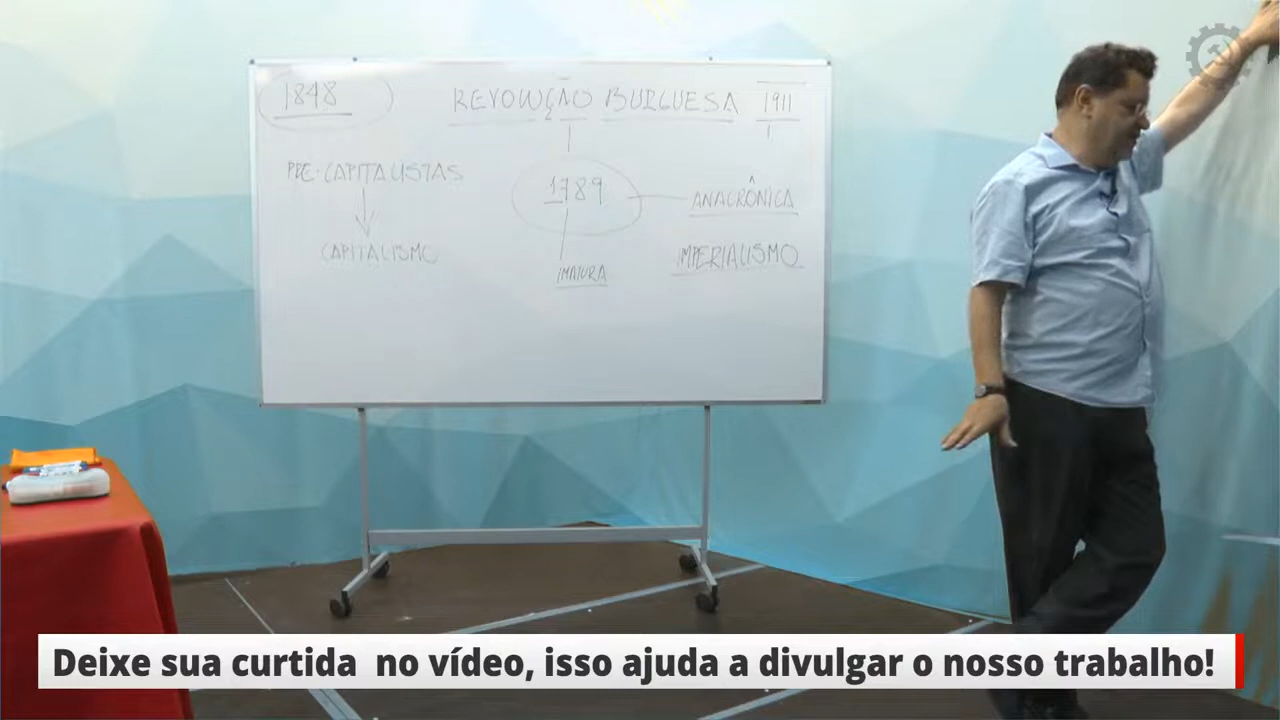 1848
REVOLUÇÃO BURGUESA 1911
PRE-CAPITALISTAS
1789
ANACRÔNICA
CAPITALISMO
IMPERIALISMO
IMATURA
Deixe sua curtida no vídeo, isso ajuda a divulgar o nosso trabalho!